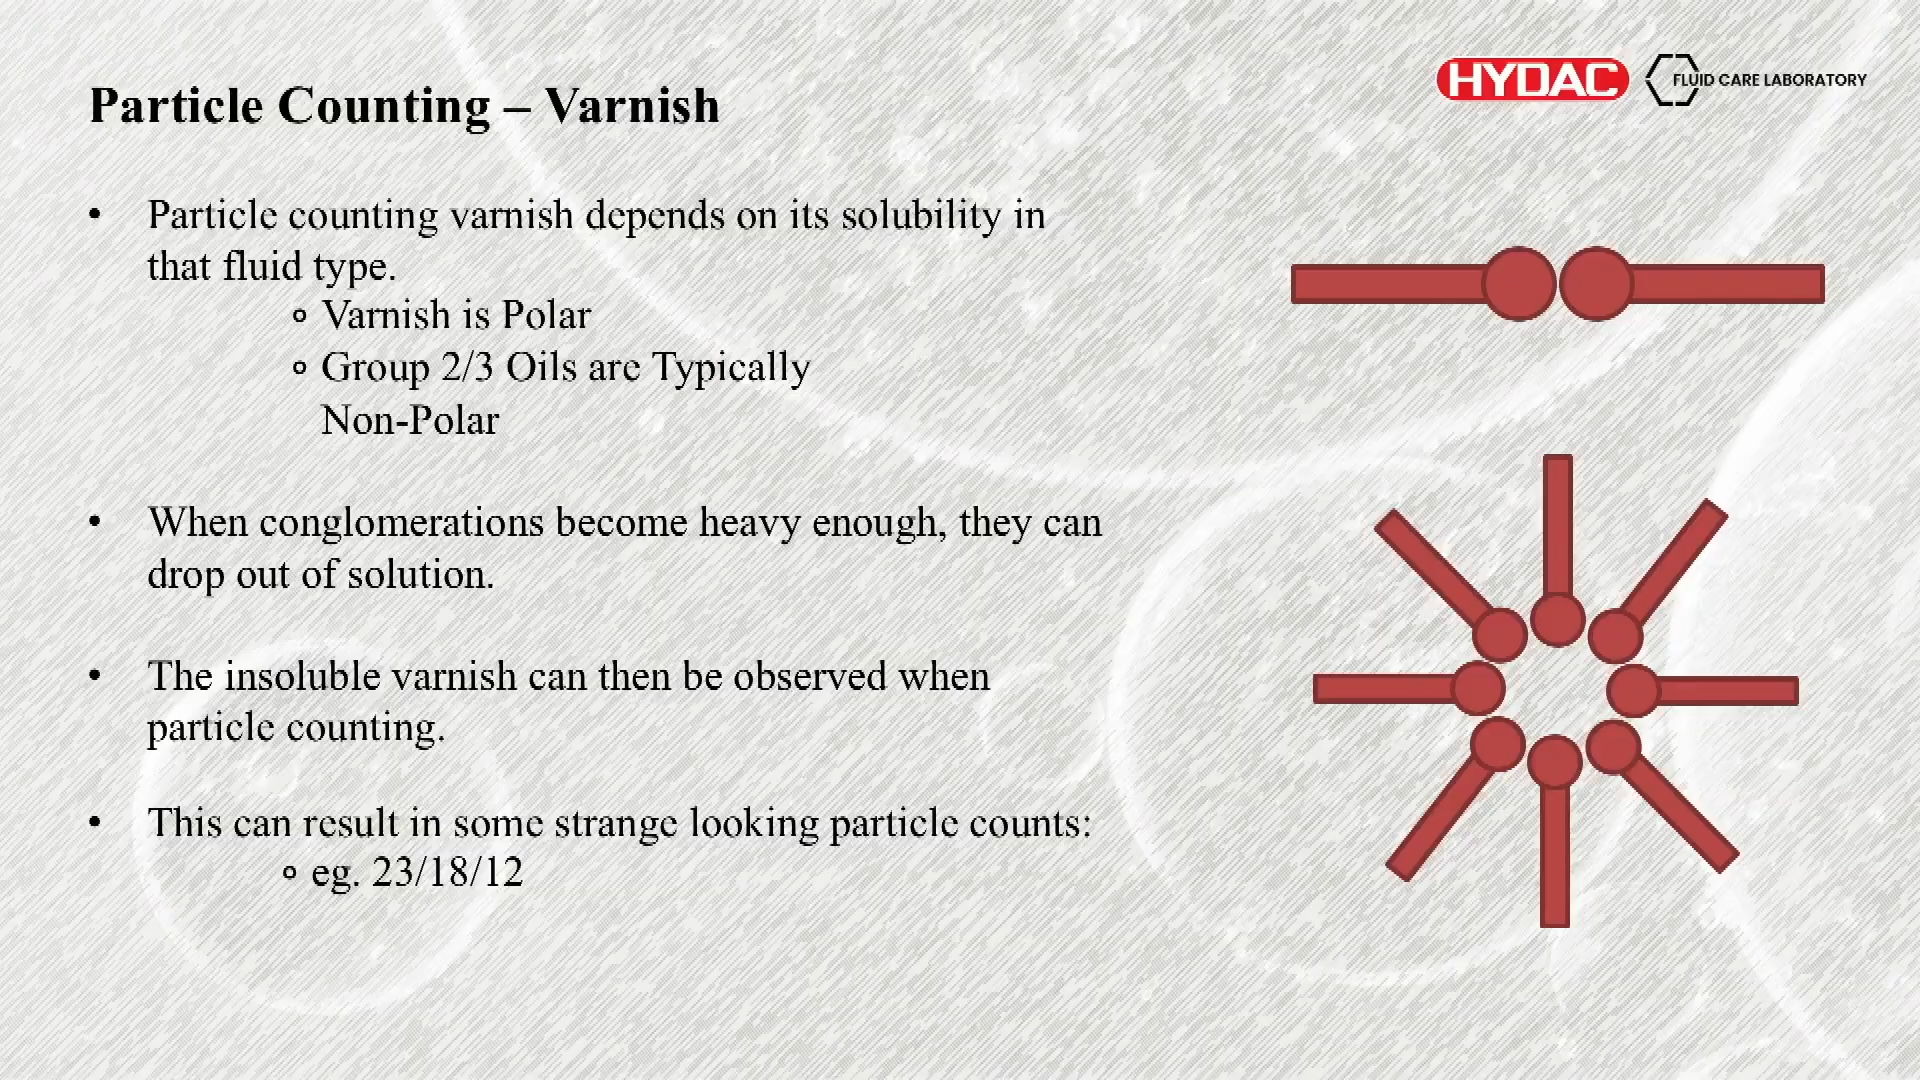 HYDAC
FLUID CARE LABORATORY
Particle Counting – Varnish
• Particle counting varnish depends on its solubility in
that fluid type.
∘ Varnish is Polar
∘ Group 2/3 Oils are Typically
Non-Polar
• When conglomerations become heavy enough, they can
drop out of solution.
• The insoluble varnish can then be observed when
particle counting.
• This can result in some strange looking particle counts:
∘ eg. 23/18/12